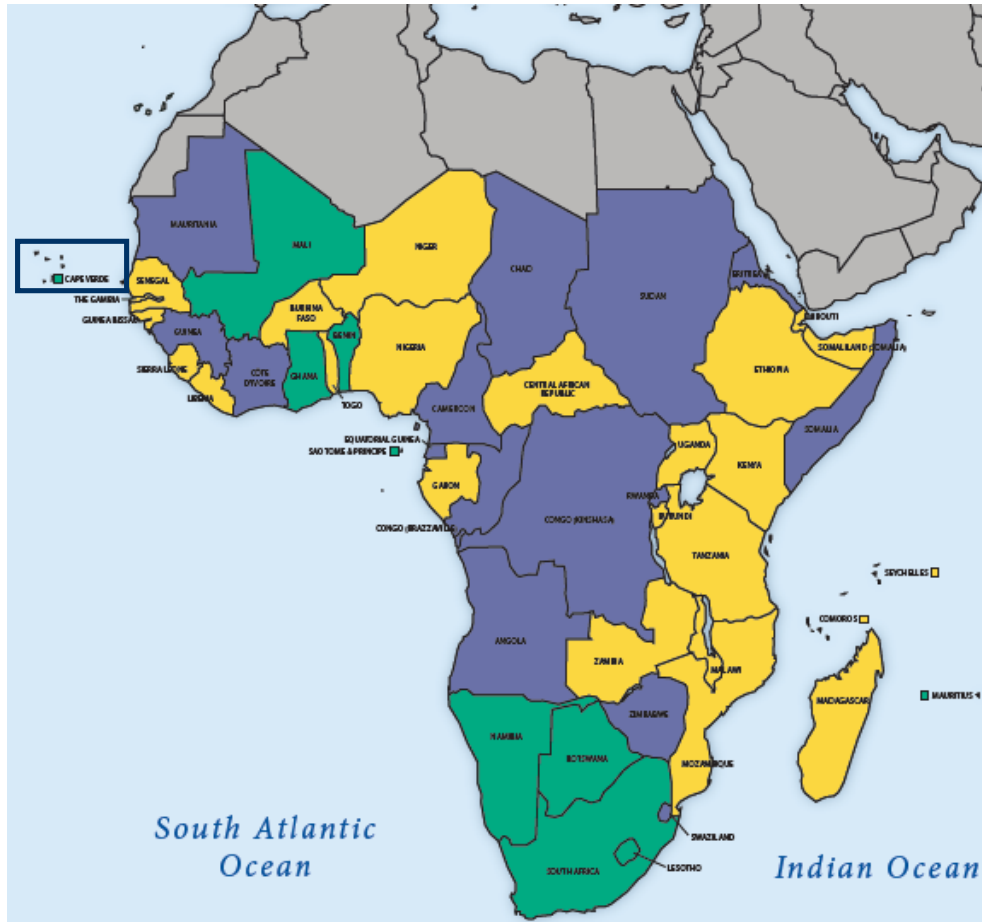 MAURITANIA
MALI
NIGER
CHAD
SUDAN
ERITREA
CAPE VERDE
SENEGAL
THE GAMBIA
GUINEA BISSAU
BURKINA
FASO
GUINEA
BENIN
NIGERIA
DJIBOUTI
SOMALILAND (SOMALIA)
ETHIOPIA
SIERRA LEONE
CÔTE
D'IVOIRE
GHANA
LIBERIA
TOGO
CENTRAL AFRICAN
REPUBLIC
CAMEROON
SOMALIA
EQUATORIAL GUINEA
SAO TOME & PRINCIPE
UGANDA
KENYA
GABON
RWANDA
BURUNDI
CONGO (BRAZZAVILLE)
CONGO (KINSHASA)
TANZANIA
SEYCHELLES
COMOROS
ANGOLA
ZAMBIA
MALAWI
MADAGASCAR
MAURITIUS
ZIMBABWE
NAMIBIA
BOTSWANA
MOZAMBIQUE
SWAZILAND
LESOTHO
SOUTH AFRICA
South Atlantic
Ocean
Indian Ocean